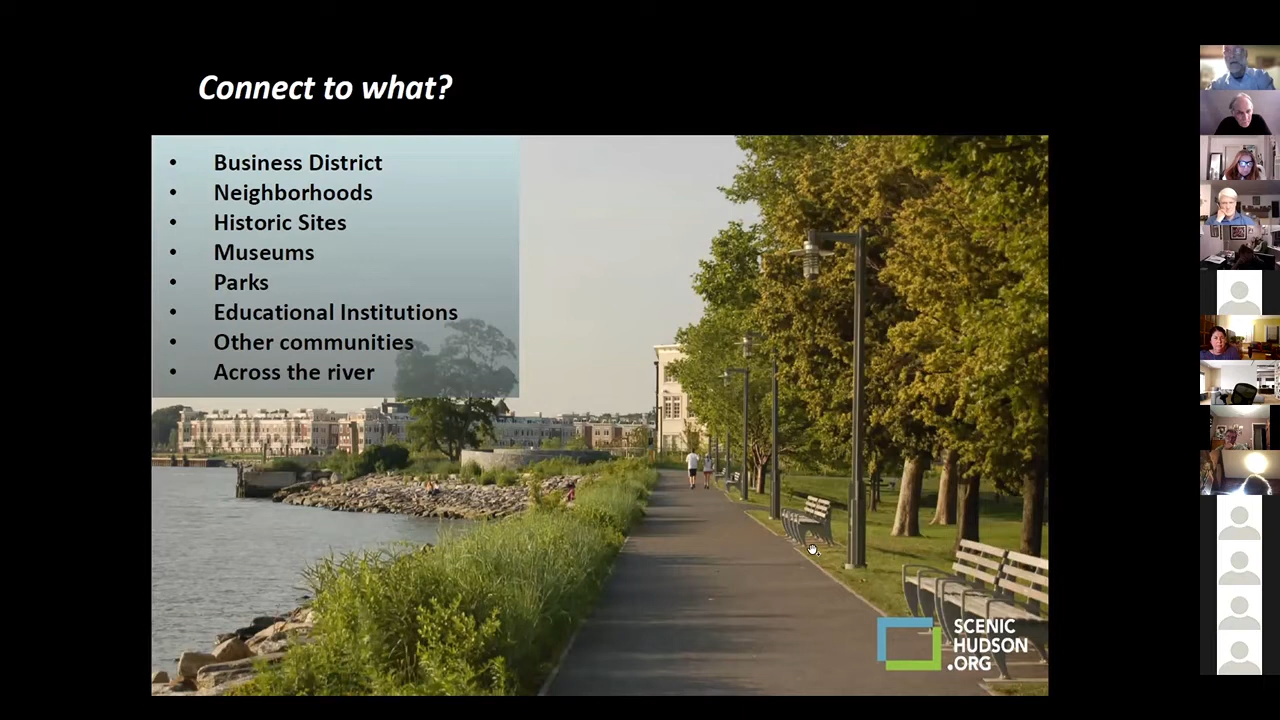 Connect to what?
• Business District
• Neighborhoods
• Historic Sites
• Museums
• Parks
• Educational Institutions
• Other communities
• Across the river
SCENIC
HUDSON
.ORG